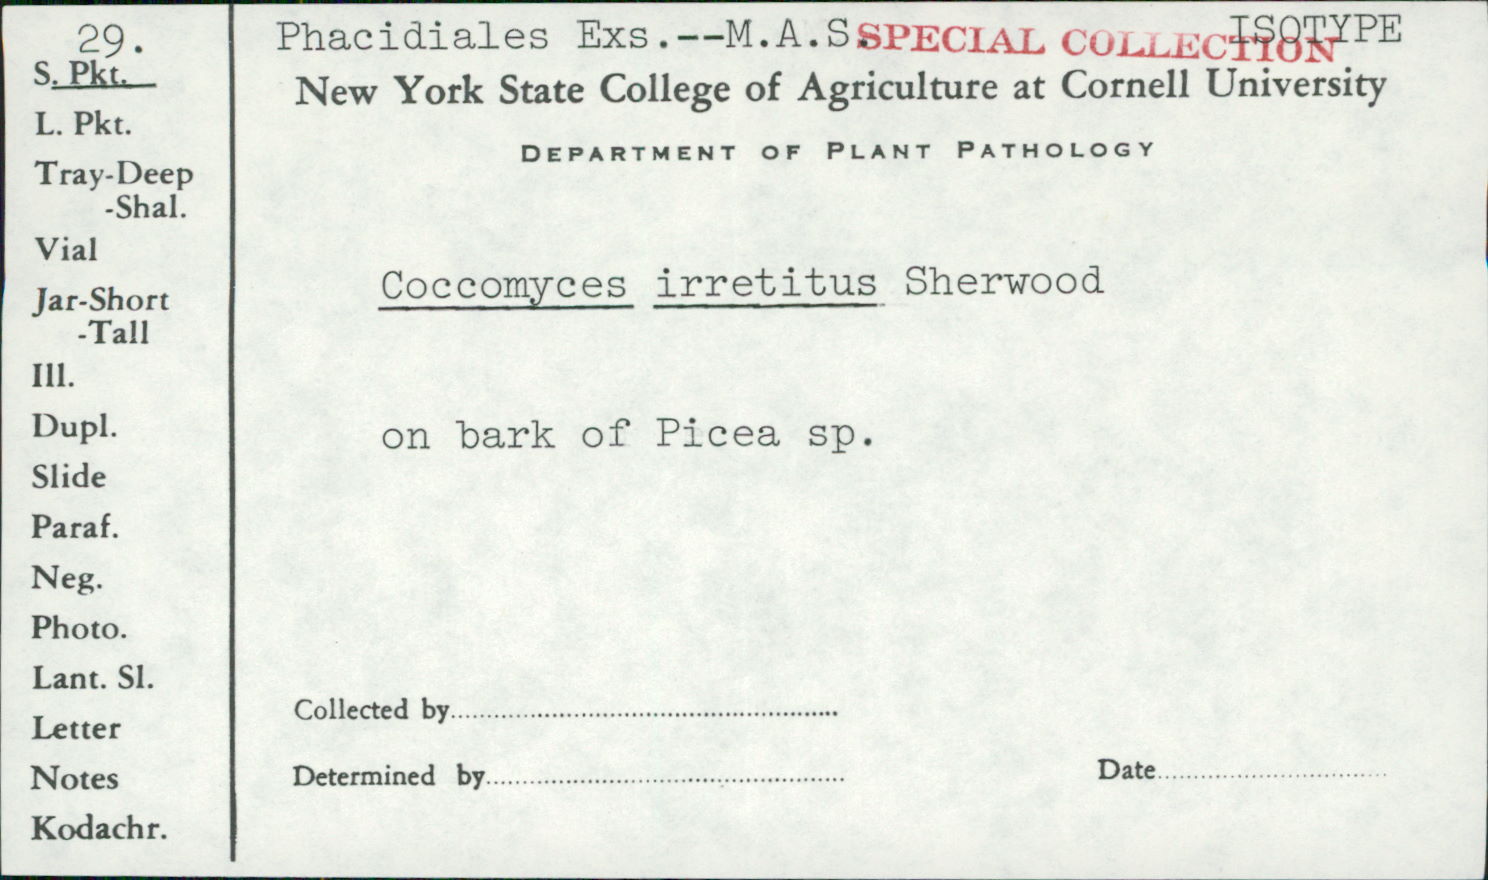 29.
S. Pkt.
L. Pkt.
Tray-Deep
-Shal.
Vial
Jar-Short
-Tall
Ill.
Dupl.
Slide
Paraf.
Neg.
Photo.
Lant. Sl.
Letter
Notes
Kodachr.
Phacidiales Exs.--M.A.S. SPECIAL COLLECTION ISOTYPE
New York State College of Agriculture at Cornell University
DEPARTMENT OF PLANT PATHOLOGY
Coccomyces irretitus Sherwood
on bark of Picea sp.
Collected by
Determined by
Date